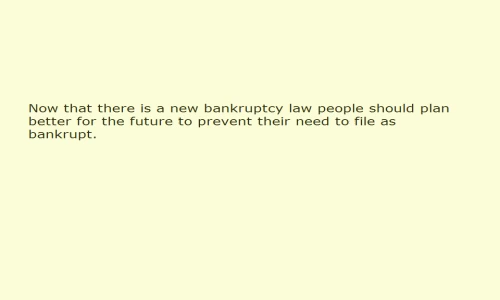 Now that there is a new bankruptcy law people should plan
better for the future to prevent their need to file as
bankrupt.